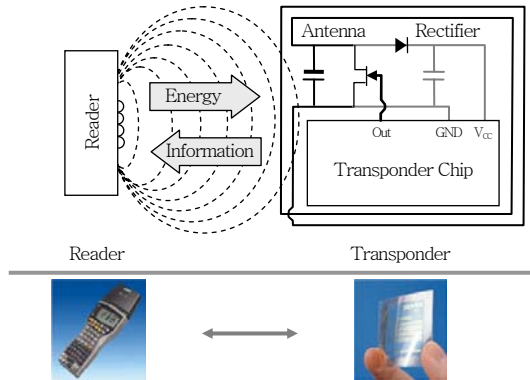 Antenna
Rectifier
Reader
Energy
Information
Out
GND
VCC
Transponder Chip
Reader
Transponder